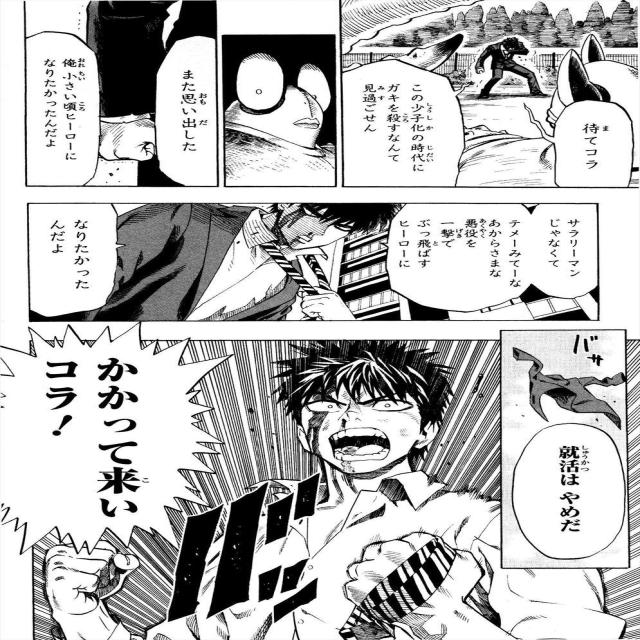 待てコラ
この少子化の時代に
ガキを殺すなんて
見過ごせん
また思い出した
俺小さい頃ヒーローに
なりたかったんだよ
サラリーマン
じゃなくて
テメーみてーな
あからさまな
悪役を
一撃で
ぶっ飛ばす
ヒーローに
なりたかった
んだよ
バサ
就活は やめだ
かかって来い
コラ!
バッ